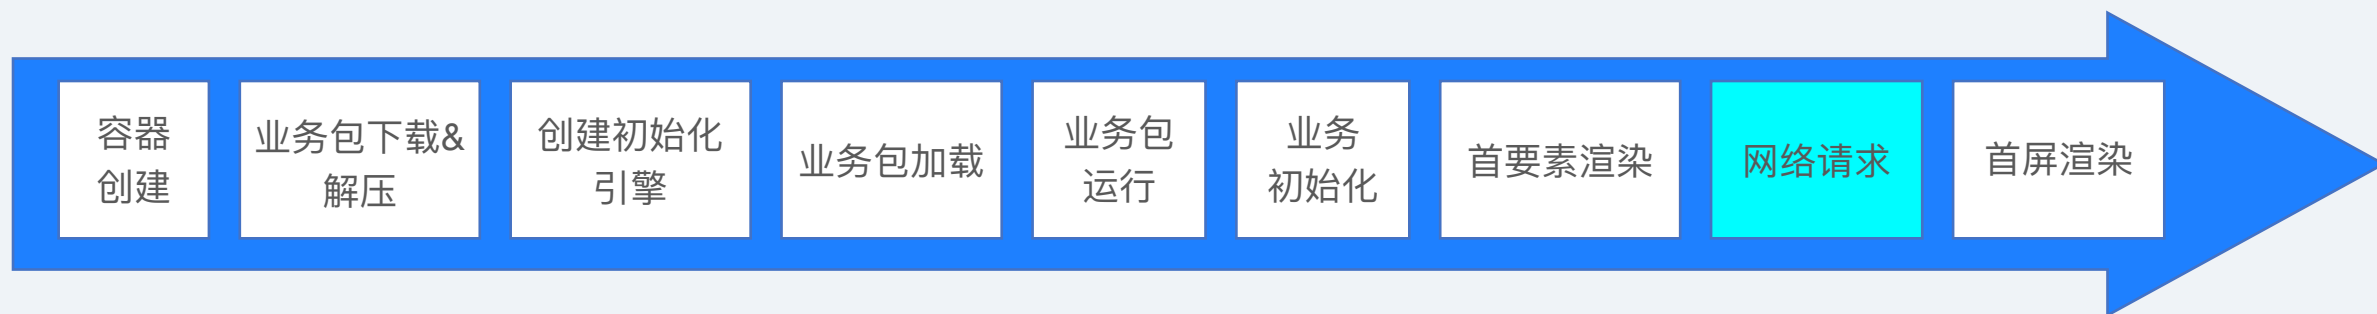 容器
创建
业务包下载&
解压
创建初始化
引擎
业务包加载
业务包
运行
业务
初始化
首要素渲染
网络请求
首屏渲染